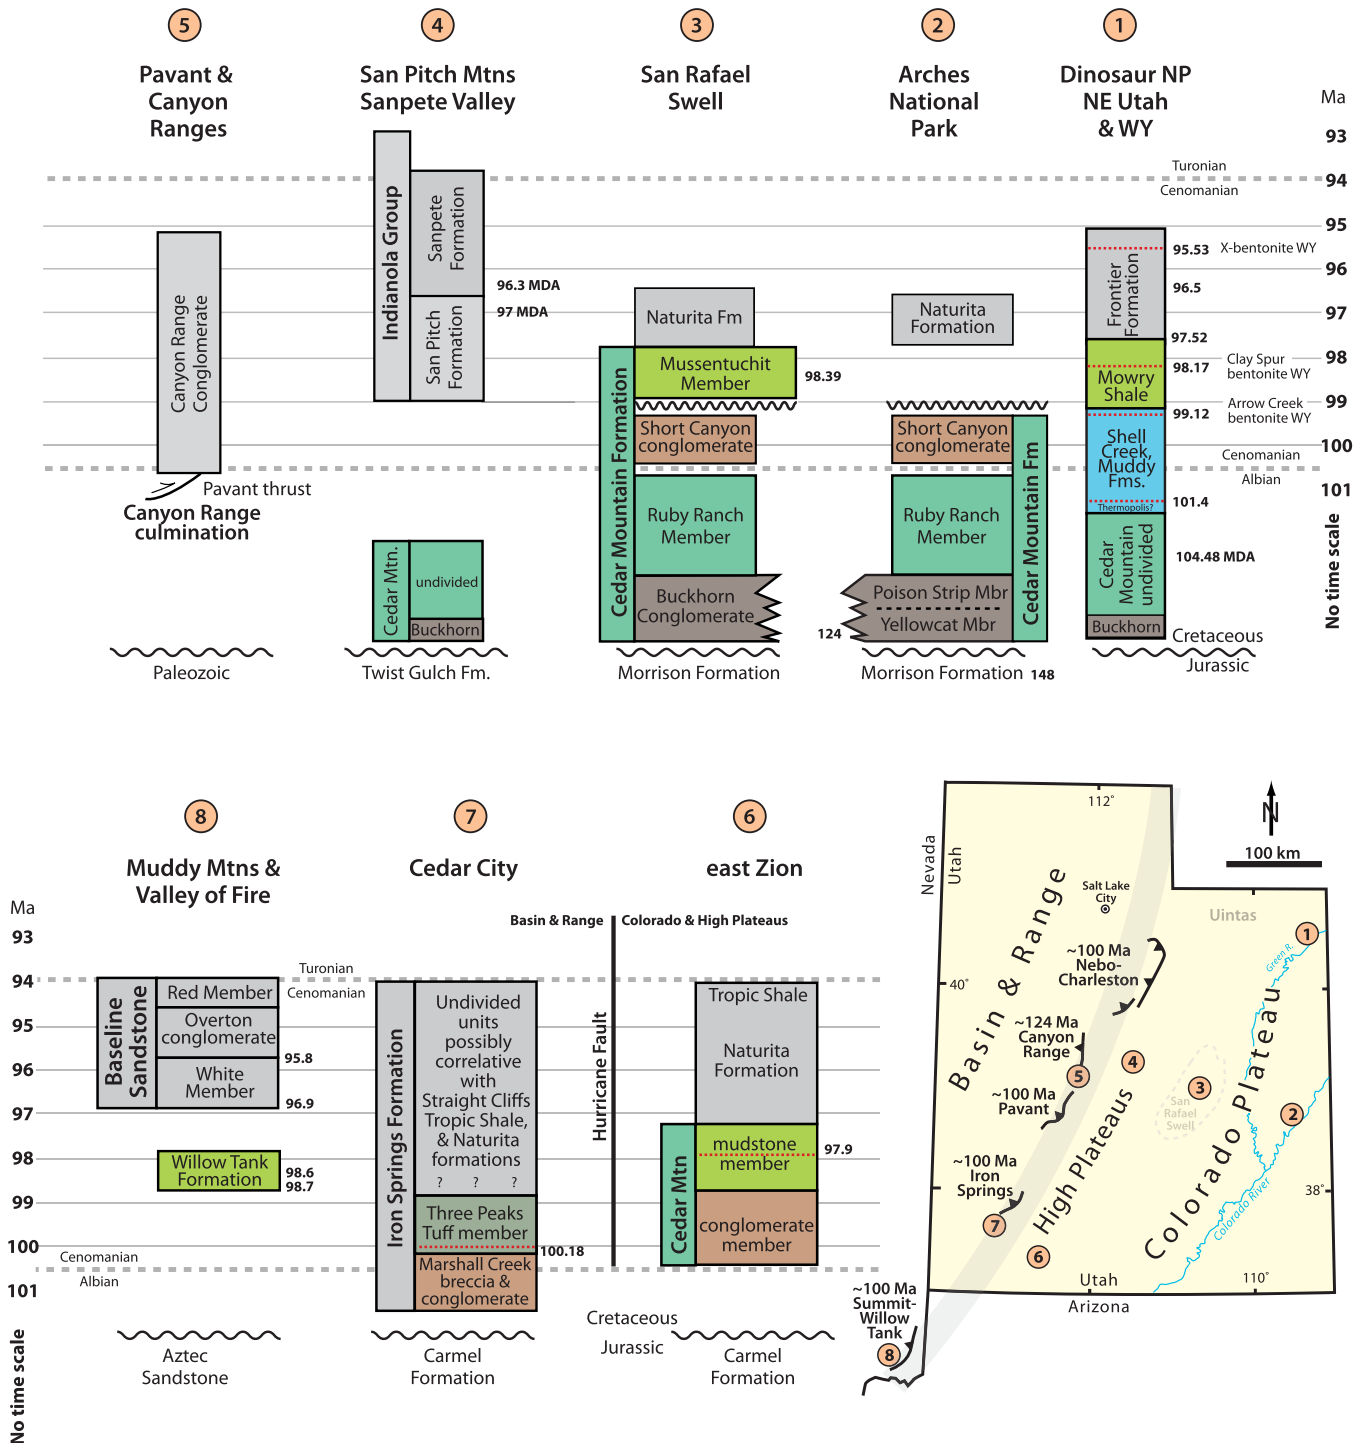 5
Pavant &
Canyon
Ranges
4
San Pitch Mtns
Sanpete Valley
3
San Rafael
Swell
2
Arches
National
Park
1
Dinosaur NP
NE Utah
& WY
Ma
93
94
95
96
97
98
99
100
101
No time scale
Turonian
Cenomanian
Cenomanian
Albian
Canyon Range
Conglomerate
Pavant thrust
Canyon Range
culmination
Paleozoic
Indianola Group
Sanpete
Formation
San Pitch
Formation
96.3 MDA
97 MDA
Cedar Mtn.
undivided
Buckhorn
Twist Gulch Fm.
Cedar Mountain Formation
Naturita Fm
Mussentuchit
Member
98.39
Short Canyon
conglomerate
Ruby Ranch
Member
Buckhorn
Conglomerate
Morrison Formation
Naturita
Formation
Short Canyon
conglomerate
Ruby Ranch
Member
Poison Strip Mbr
Yellowcat Mbr
124
Cedar Mountain Fm
Morrison Formation 148
Frontier
Formation
95.53 X-bentonite WY
96.5
97.52
Mowry
Shale
98.17
Clay Spur
bentonite WY
99.12
Arrow Creek
bentonite WY
Shell
Creek,
Muddy
Fms.
101.4
Thermopolis?
Cedar
Mountain
undivided
104.48 MDA
Buckhorn
Cretaceous
Jurassic
8
Muddy Mtns &
Valley of Fire
7
Cedar City
6
east Zion
Ma
93
94
95
96
97
98
99
100
101
No time scale
Turonian
Cenomanian
Cenomanian
Albian
Baseline
Sandstone
Red Member
Overton
conglomerate
95.8
White
Member
96.9
Willow Tank
Formation
98.6
98.7
Aztec
Sandstone
Basin & Range
Colorado & High Plateaus
Hurricane Fault
Iron Springs Formation
Undivided
units
possibly
correlative
with
Straight Cliffs
Tropic Shale,
& Naturita
formations
? ? ?
Three Peaks
Tuff member
100.18
Marshall Creek
breccia &
conglomerate
Carmel
Formation
Tropic Shale
Naturita
Formation
Cedar Mtn
mudstone
member
97.9
conglomerate
member
Cretaceous
Jurassic
Carmel
Formation
112°
N
100 km
Nevada
Utah
Salt Lake
City
Uintas
1
Green R.
Basin & Range
~100 Ma
Nebo-
Charleston
40°
~124 Ma
Canyon
Range
5
4
3
San
Rafael
Swell
2
~100 Ma
Pavant
High Plateaus
Colorado Plateau
~100 Ma
Iron
Springs
7
6
Colorado River
38°
110°
Utah
Arizona
~100 Ma
Summit-
Willow
Tank
8